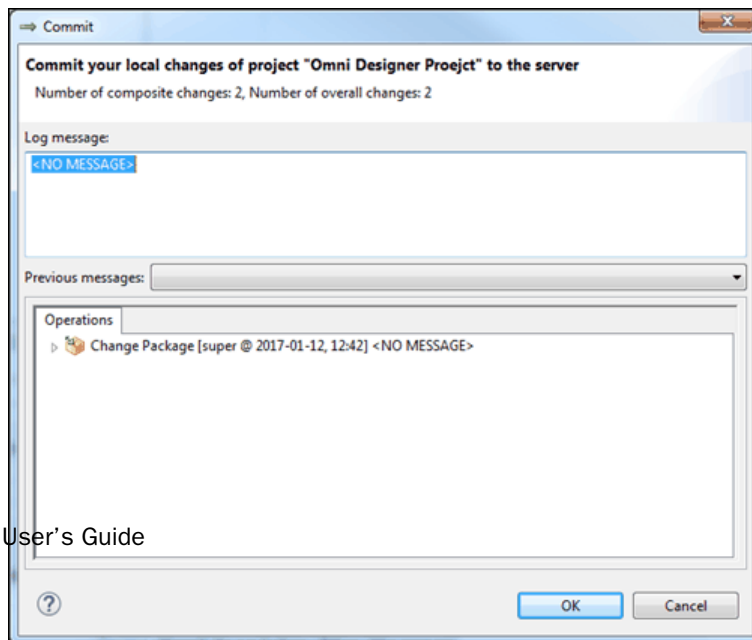 Commit
Commit your local changes of project "Omni Designer Proejct" to the server
Number of composite changes: 2, Number of overall changes: 2
Log message:
<NO MESSAGE>
Previous messages:
Operations
Change Package [super @ 2017-01-12, 12:42] <NO MESSAGE>
User's Guide
OK
Cancel